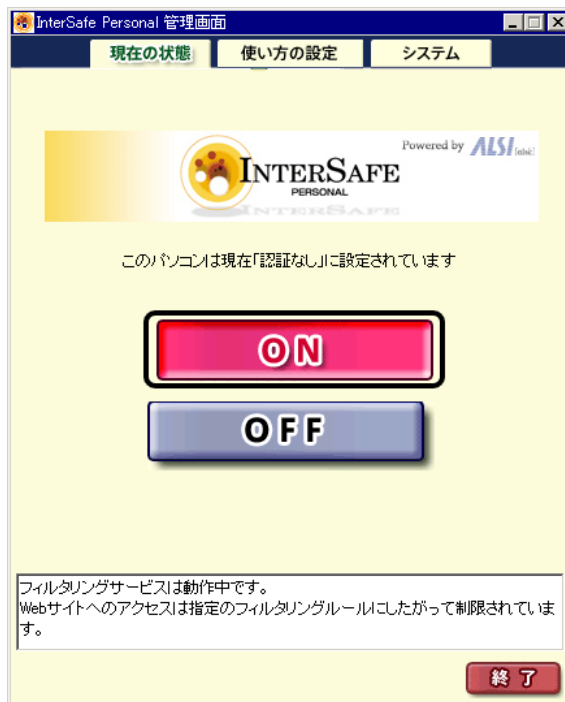 InterSafe Personal 管理画面
現在の状態 使い方の設定 システム
Powered by ALSI [alsi:]
INTERSAFE
PERSONAL
このパソコンは現在「認証なし」に設定されています
ON
OFF
フィルタリングサービスは動作中です。
Webサイトへのアクセスは指定のフィルタリングルールにしたがって制限されていま
す。
終了